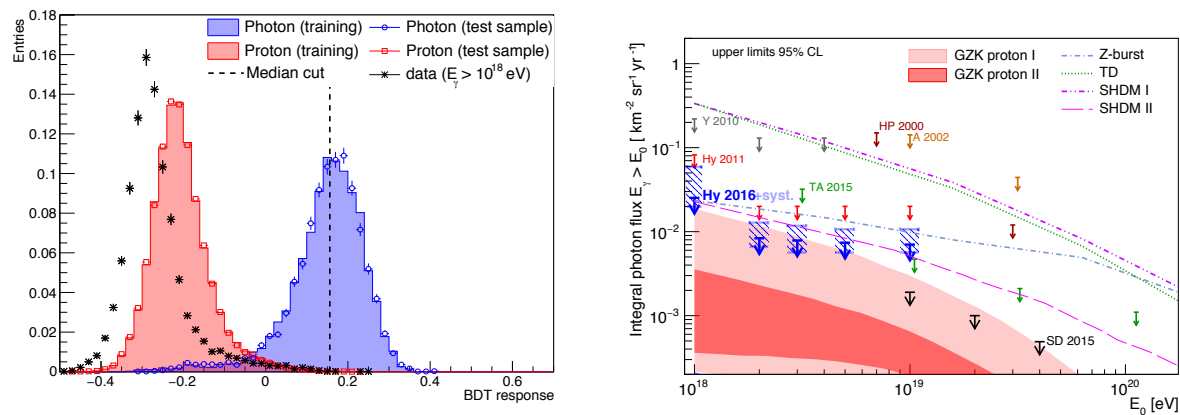 Entries
0.18
0.16
0.14
0.12
0.1
0.08
0.06
0.04
0.02
0
−0.4
−0.2
0
0.2
0.4
0.6
BDT response
Photon (training)
Photon (test sample)
Proton (training)
Proton (test sample)
Median cut
data (E_γ > 10^18 eV)
Integral photon flux E_γ > E_0 [ km^-2 sr^-1 yr^-1]
1
10^-1
10^-2
10^-3
10^18
10^19
10^20
E_0 [eV]
upper limits 95% CL
GZK proton I
GZK proton II
Z-burst
TD
SHDM I
SHDM II
Y 2010
HP 2000
A 2002
Hy 2011
Hy 2016+syst.
TA 2015
SD 2015